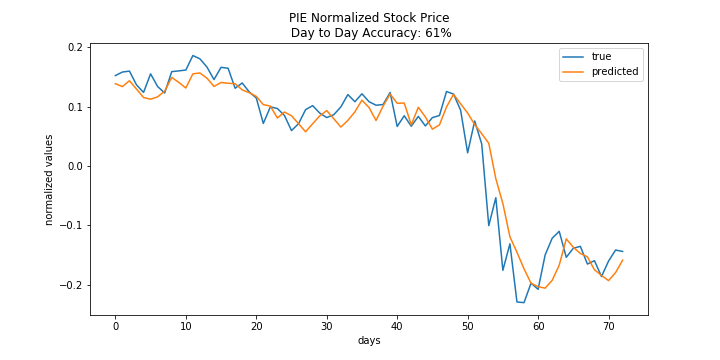 PIE Normalized Stock Price
Day to Day Accuracy: 61%
true
predicted
normalized values
0.2
0.1
0.0
−0.1
−0.2
0
10
20
30
40
50
60
70
days